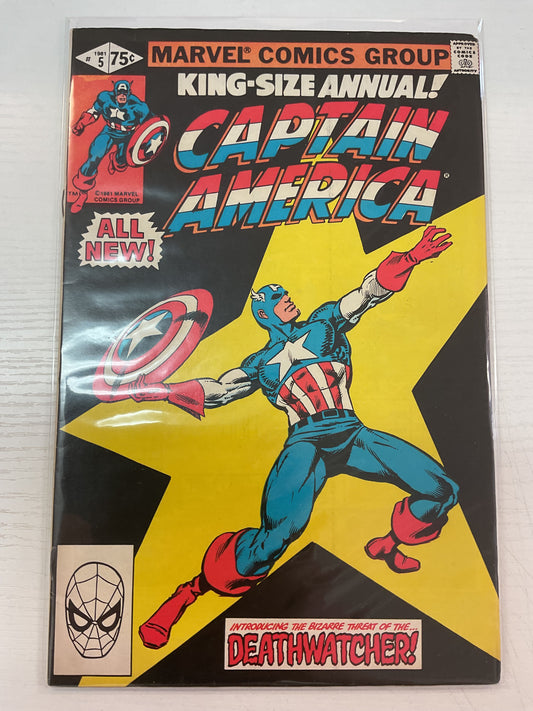 # 1981 5 75¢
MARVEL® COMICS GROUP
APPROVED BY THE COMICS CODE AUTHORITY
KING-SIZE ANNUAL!
CAPTAIN
AMERICA®
TM
©1981 MARVEL
COMICS GROUP
ALL
NEW!
INTRODUCING THE BIZARRE THREAT OF THE...
DEATHWATCHER!